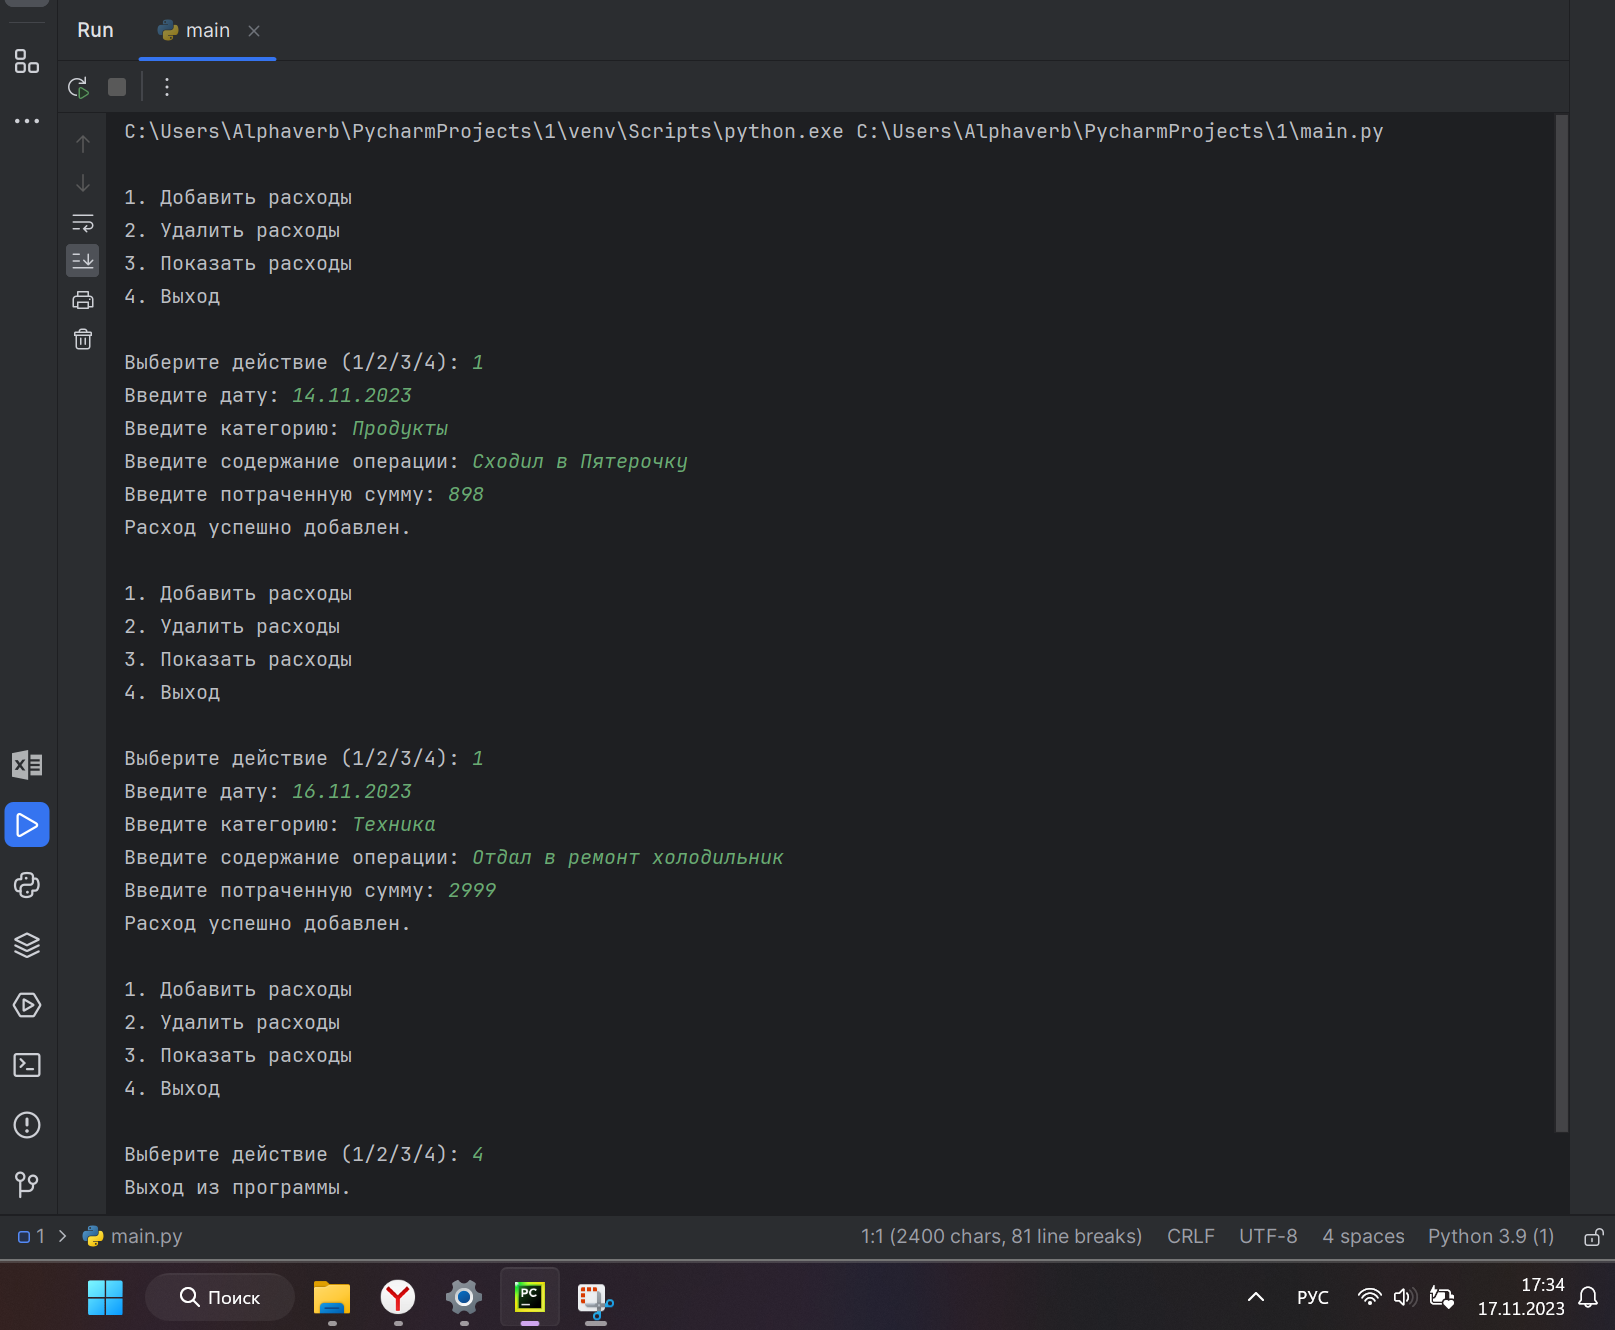 Run main
C:\Users\Alphaverb\PycharmProjects\1\venv\Scripts\python.exe C:\Users\Alphaverb\PycharmProjects\1\main.py
1. Добавить расходы
2. Удалить расходы
3. Показать расходы
4. Выход
Выберите действие (1/2/3/4): 1
Введите дату: 14.11.2023
Введите категорию: Продукты
Введите содержание операции: Сходил в Пятерочку
Введите потраченную сумму: 898
Расход успешно добавлен.
1. Добавить расходы
2. Удалить расходы
3. Показать расходы
4. Выход
Выберите действие (1/2/3/4): 1
Введите дату: 16.11.2023
Введите категорию: Техника
Введите содержание операции: Отдал в ремонт холодильник
Введите потраченную сумму: 2999
Расход успешно добавлен.
1. Добавить расходы
2. Удалить расходы
3. Показать расходы
4. Выход
Выберите действие (1/2/3/4): 4
Выход из программы.
1 > main.py 1:1 (2400 chars, 81 line breaks) CRLF UTF-8 4 spaces Python 3.9 (1)
Поиск PC РУС 17:34
17.11.2023